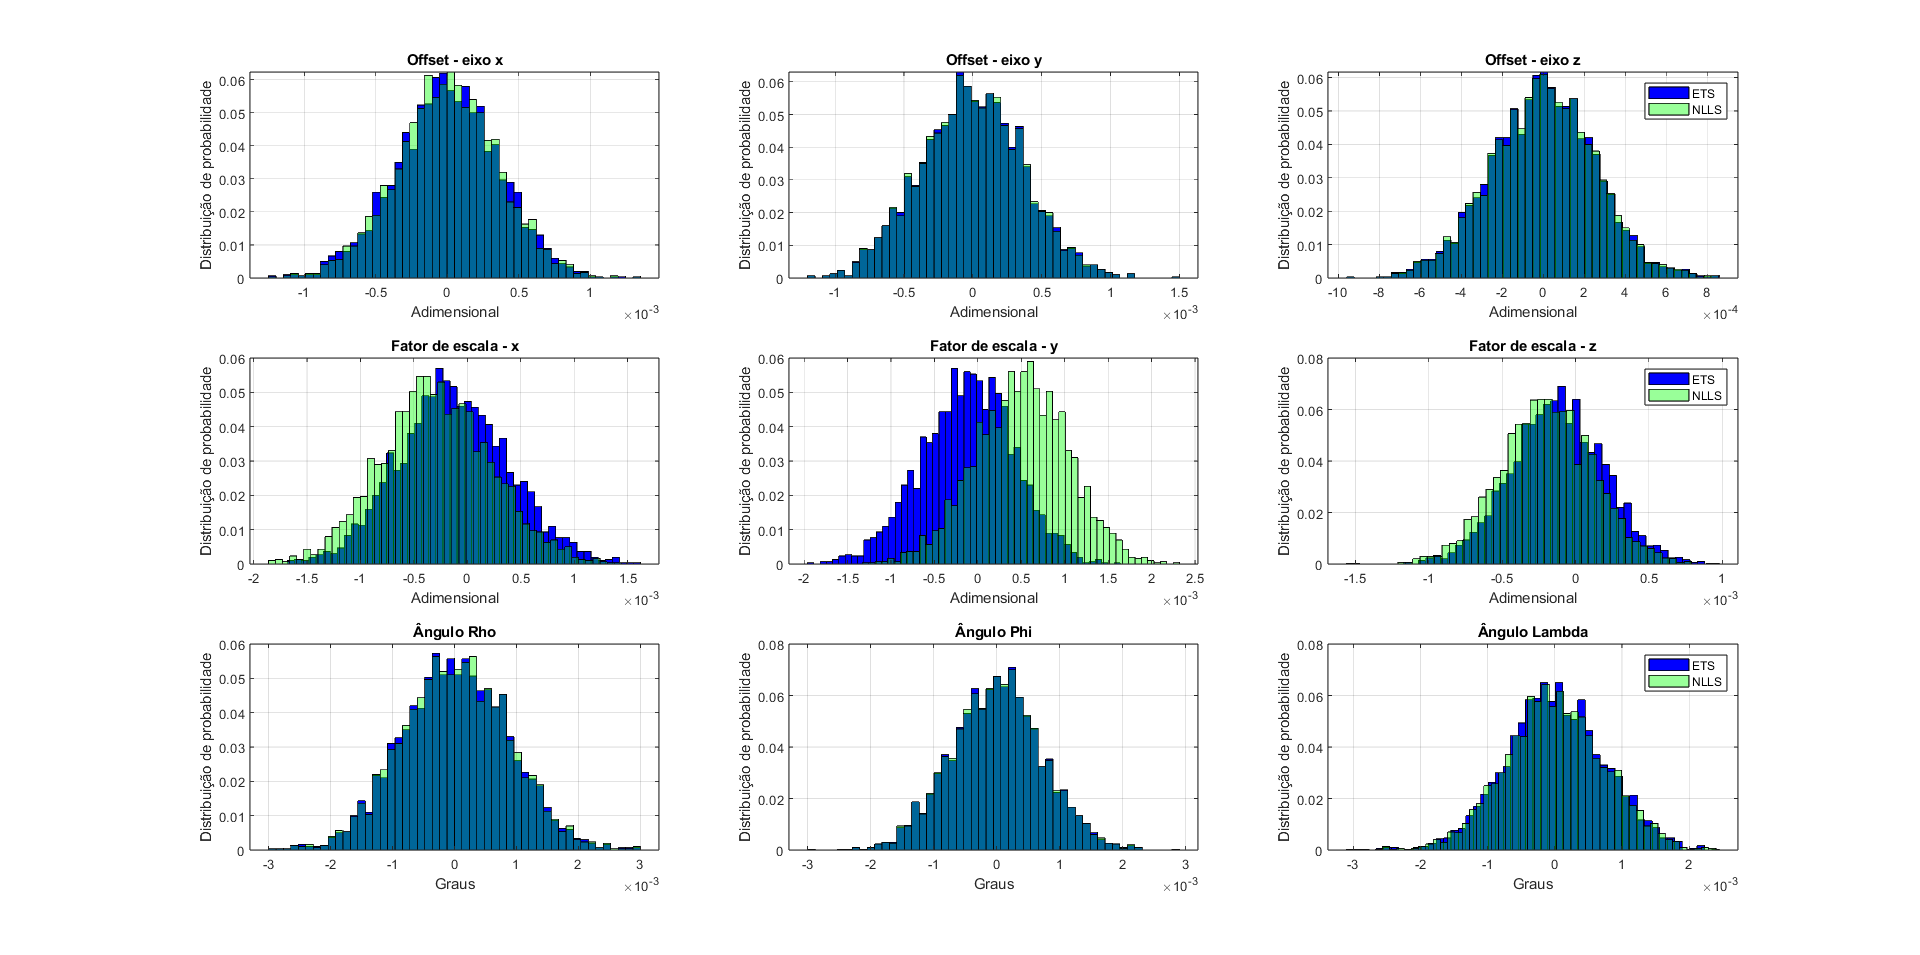 Offset - eixo x
Distribuição de probabilidade
0.06
0.05
0.04
0.03
0.02
0.01
0
-1 -0.5 0 0.5 1
Adimensional
×10-3
Offset - eixo y
Distribuição de probabilidade
0.06
0.05
0.04
0.03
0.02
0.01
0
-1 -0.5 0 0.5 1 1.5
Adimensional
×10-3
Offset - eixo z
Distribuição de probabilidade
0.06
0.05
0.04
0.03
0.02
0.01
0
-10 -8 -6 -4 -2 0 2 4 6 8
Adimensional
×10-4
ETS
NLLS
Fator de escala - x
Distribuição de probabilidade
0.06
0.05
0.04
0.03
0.02
0.01
0
-2 -1.5 -1 -0.5 0 0.5 1 1.5
Adimensional
×10-3
Fator de escala - y
Distribuição de probabilidade
0.06
0.05
0.04
0.03
0.02
0.01
0
-2 -1.5 -1 -0.5 0 0.5 1 1.5 2 2.5
Adimensional
×10-3
Fator de escala - z
Distribuição de probabilidade
0.08
0.06
0.04
0.02
0
-1.5 -1 -0.5 0 0.5 1
Adimensional
×10-3
ETS
NLLS
Ângulo Rho
Distribuição de probabilidade
0.06
0.05
0.04
0.03
0.02
0.01
0
-3 -2 -1 0 1 2 3
Graus
×10-3
Ângulo Phi
Distribuição de probabilidade
0.08
0.06
0.04
0.02
0
-3 -2 -1 0 1 2 3
Graus
×10-3
Ângulo Lambda
Distribuição de probabilidade
0.08
0.06
0.04
0.02
0
-3 -2 -1 0 1 2
Graus
×10-3
ETS
NLLS